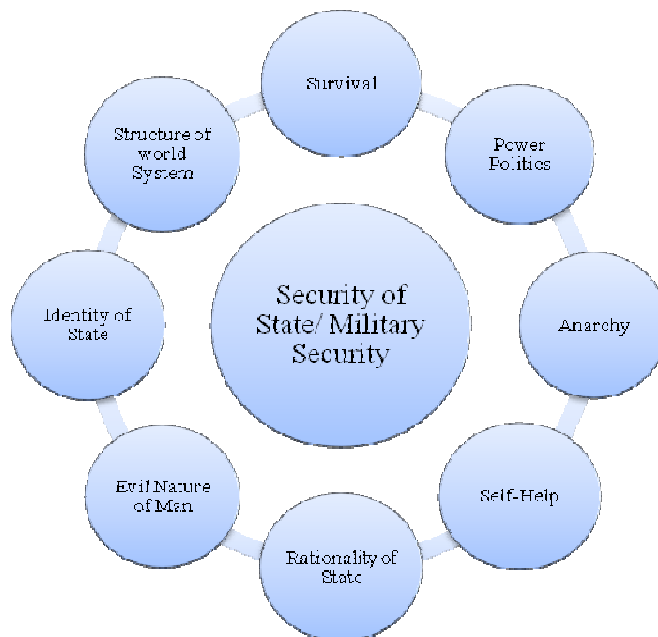 Survival
Power
Politics
Anarchy
Self-Help
Rationality of
State
Evil Nature
of Man
Identity of
State
Structure of
world
System
Security of
State/ Military
Security